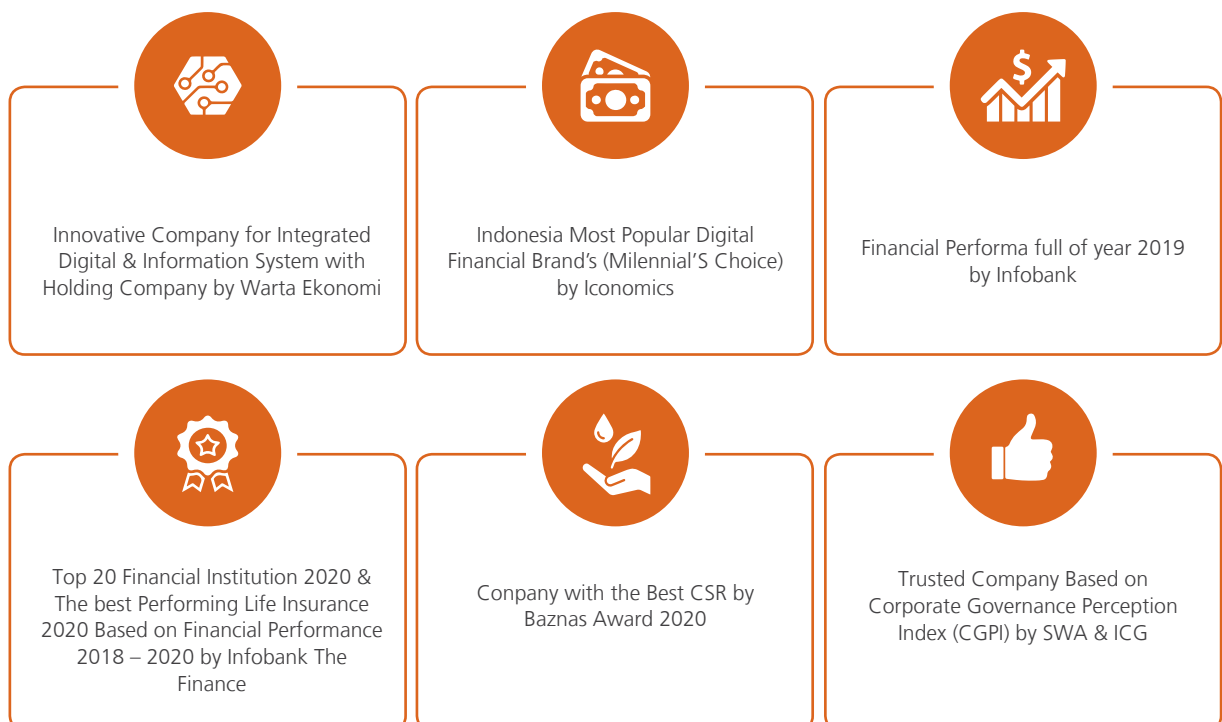 Innovative Company for Integrated
Digital & Information System with
Holding Company by Warta Ekonomi
Indonesia Most Popular Digital
Financial Brand's (Milennial'S Choice)
by Iconomics
Financial Performa full of year 2019
by Infobank
Top 20 Financial Institution 2020 &
The best Performing Life Insurance
2020 Based on Financial Performance
2018 – 2020 by Infobank The
Finance
Conpany with the Best CSR by
Baznas Award 2020
Trusted Company Based on
Corporate Governance Perception
Index (CGPI) by SWA & ICG